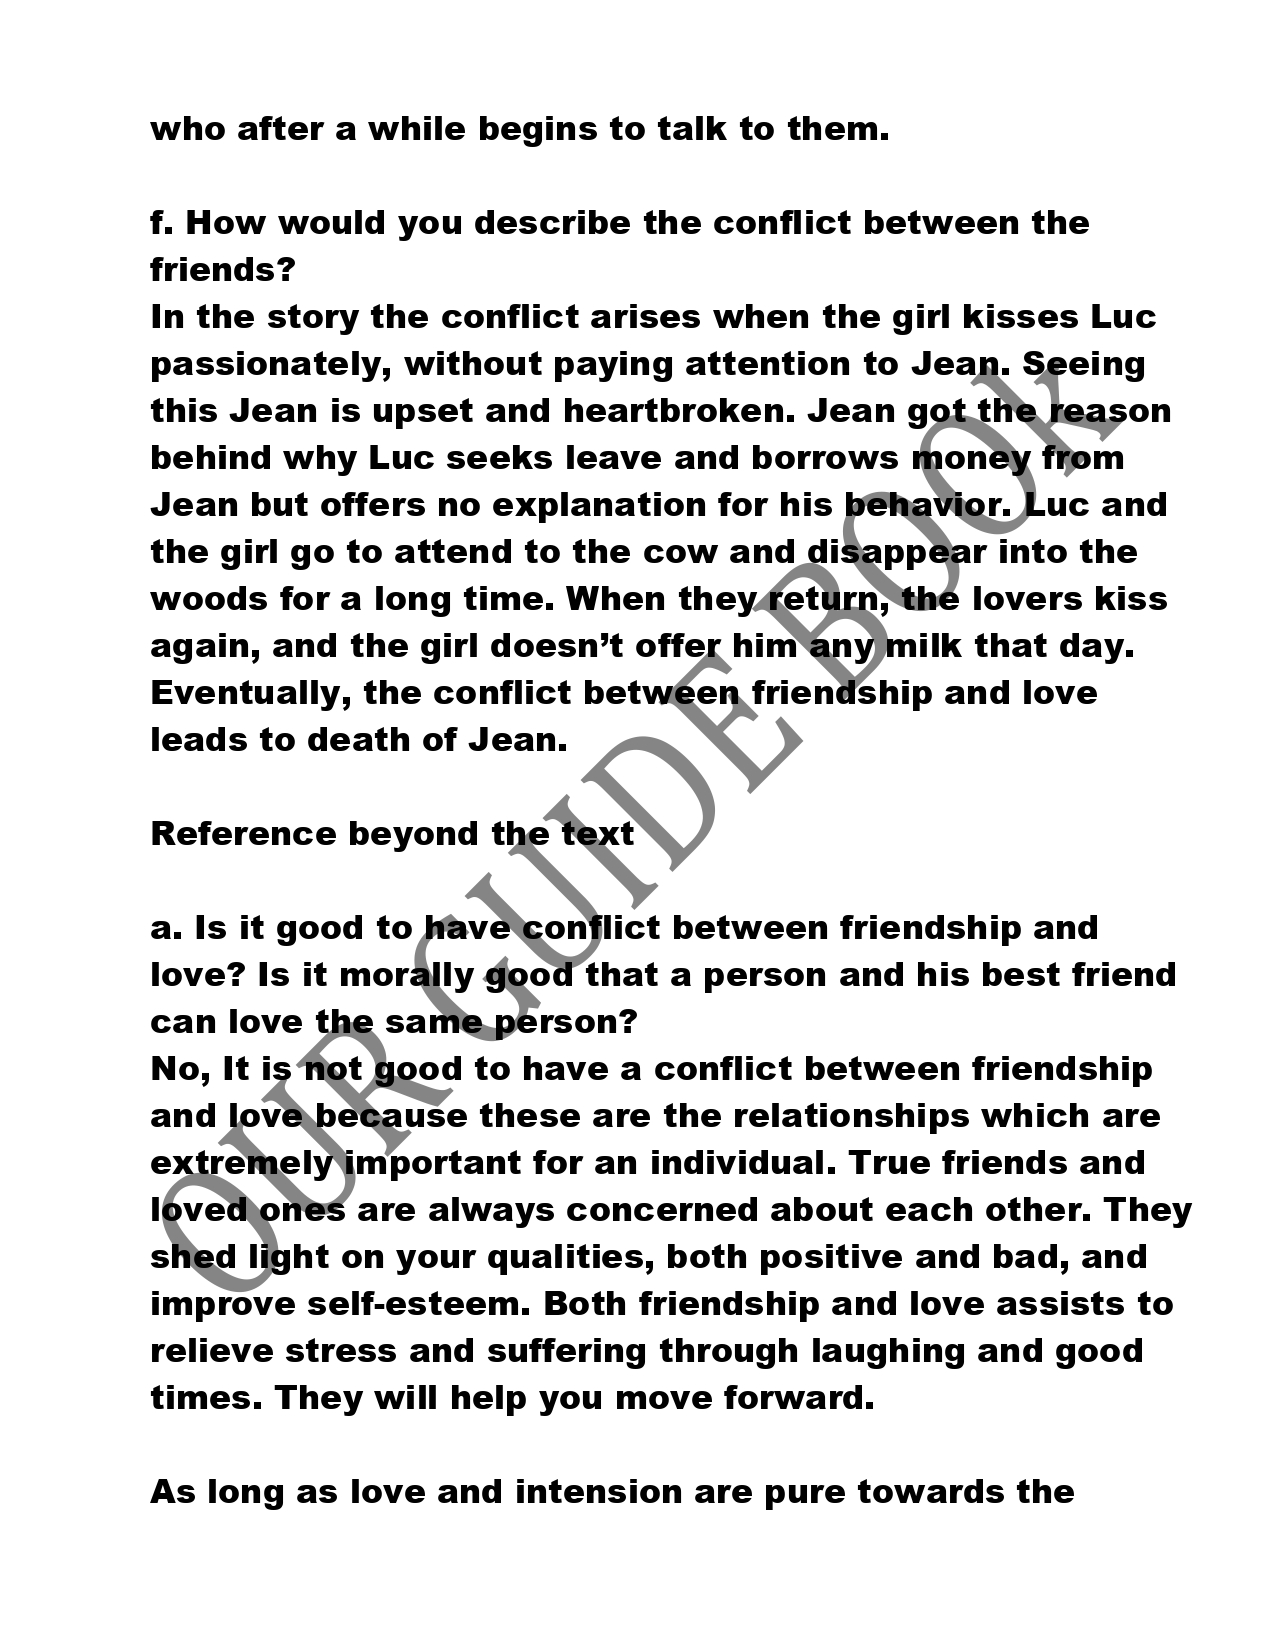 who after a while begins to talk to them.
f. How would you describe the conflict between the
friends?
In the story the conflict arises when the girl kisses Luc
passionately, without paying attention to Jean. Seeing
this Jean is upset and heartbroken. Jean got the reason
behind why Luc seeks leave and borrows money from
Jean but offers no explanation for his behavior. Luc and
the girl go to attend to the cow and disappear into the
woods for a long time. When they return, the lovers kiss
again, and the girl doesn’t offer him any milk that day.
Eventually, the conflict between friendship and love
leads to death of Jean.
Reference beyond the text
a. Is it good to have conflict between friendship and
love? Is it morally good that a person and his best friend
can love the same person?
No, It is not good to have a conflict between friendship
and love because these are the relationships which are
extremely important for an individual. True friends and
loved ones are always concerned about each other. They
shed light on your qualities, both positive and bad, and
improve self-esteem. Both friendship and love assists to
relieve stress and suffering through laughing and good
times. They will help you move forward.
As long as love and intension are pure towards the
OUR GUIDE BOOK